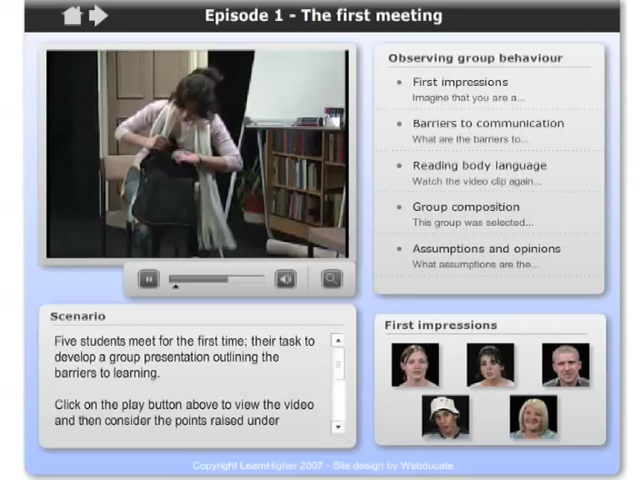 Episode 1 - The first meeting
Observing group behaviour
First impressions
Imagine that you are a...
Barriers to communication
What are the barriers to...
Reading body language
Watch the video clip again...
Group composition
This group was selected...
Assumptions and opinions
What assumptions are the...
Scenario
Five students meet for the first time; their task to
develop a group presentation outlining the
barriers to learning.
Click on the play button above to view the video
and then consider the points raised under
First impressions
Copyright LearnHigher 2007 - Site design by Webducate